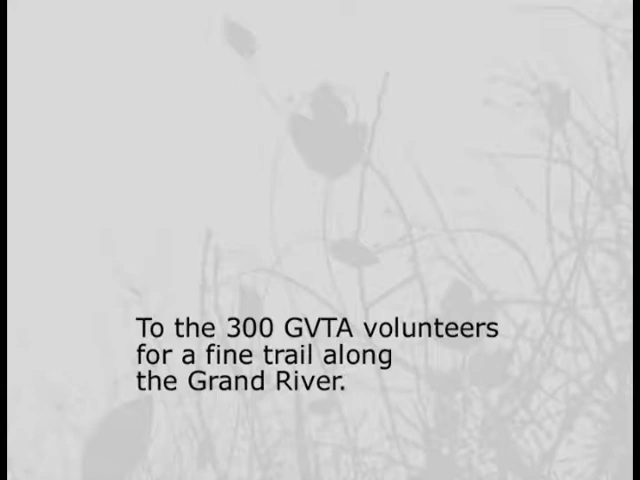 To the 300 GVTA volunteers
for a fine trail along
the Grand River.